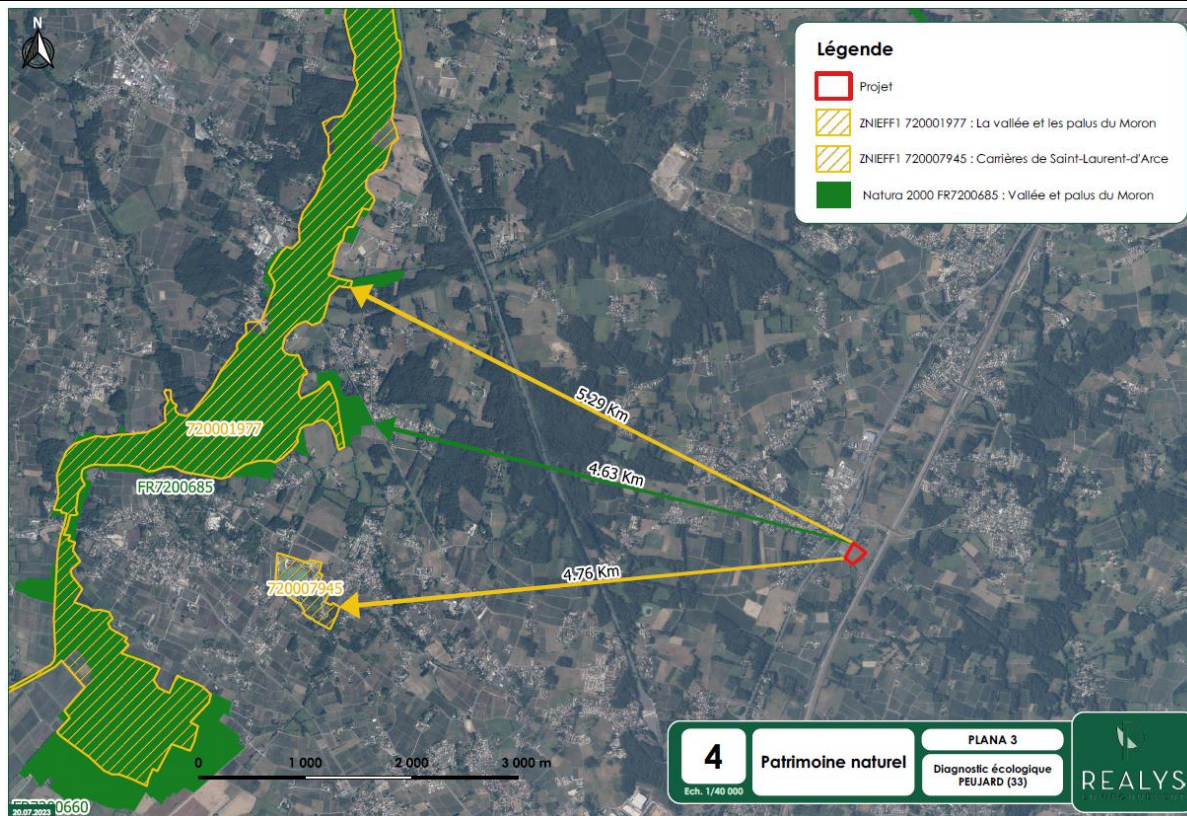 N
Légende
Projet
ZNIEFF1 720001977 : La vallée et les palus du Moron
ZNIEFF1 720007945 : Carrières de Saint-Laurent-d'Arce
Natura 2000 FR7200685 : Vallée et palus du Moron
5.29 Km
720001977
4.63 Km
FR7200685
4.76 Km
720007945
0 1 000 2 000 3 000 m
4
Ech. 1/40 000
Patrimoine naturel
PLANA 3
Diagnostic écologique
PEUJARD (33)
REALYS
FR7200660
20.07.2023